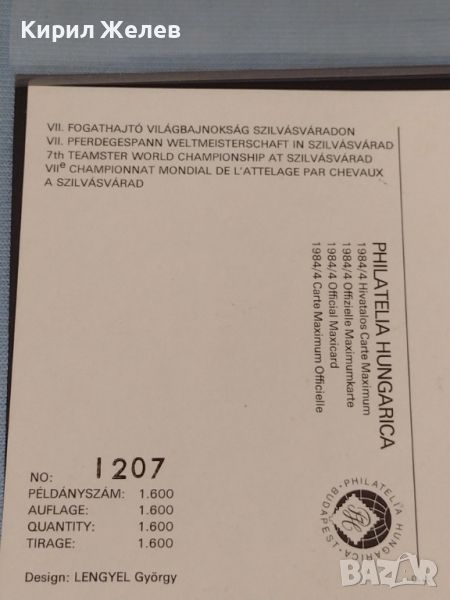 Кирил Желев
VII. FOGATHAJTÓ VILÁGBAJNOKSÁG SZILVÁSVÁRADON
VII. PFERDEGESPANN WELTMEISTERSCHAFT IN SZILVÁSVÁRAD
7th TEAMSTER WORLD CHAMPIONSHIP AT SZILVÁSVÁRAD
VIIe CHAMPIONNAT MONDIAL DE L'ATTELAGE PAR CHEVAUX
A SZILVÁSVÁRAD
PHILATELIA HUNGARICA
1984/4 Hivatalos Carte Maximum
1984/4 Offizielle Maximumkarte
1984/4 Official Maxicard
1984/4 Carte Maximum Officielle
PHILATELIA HUNGARICA · BUDAPEST ·
PH
NO: 1207
PÉLDÁNYSZÁM: 1.600
AUFLAGE: 1.600
QUANTITY: 1.600
TIRAGE: 1.600
Design: LENGYEL György
BAZAR